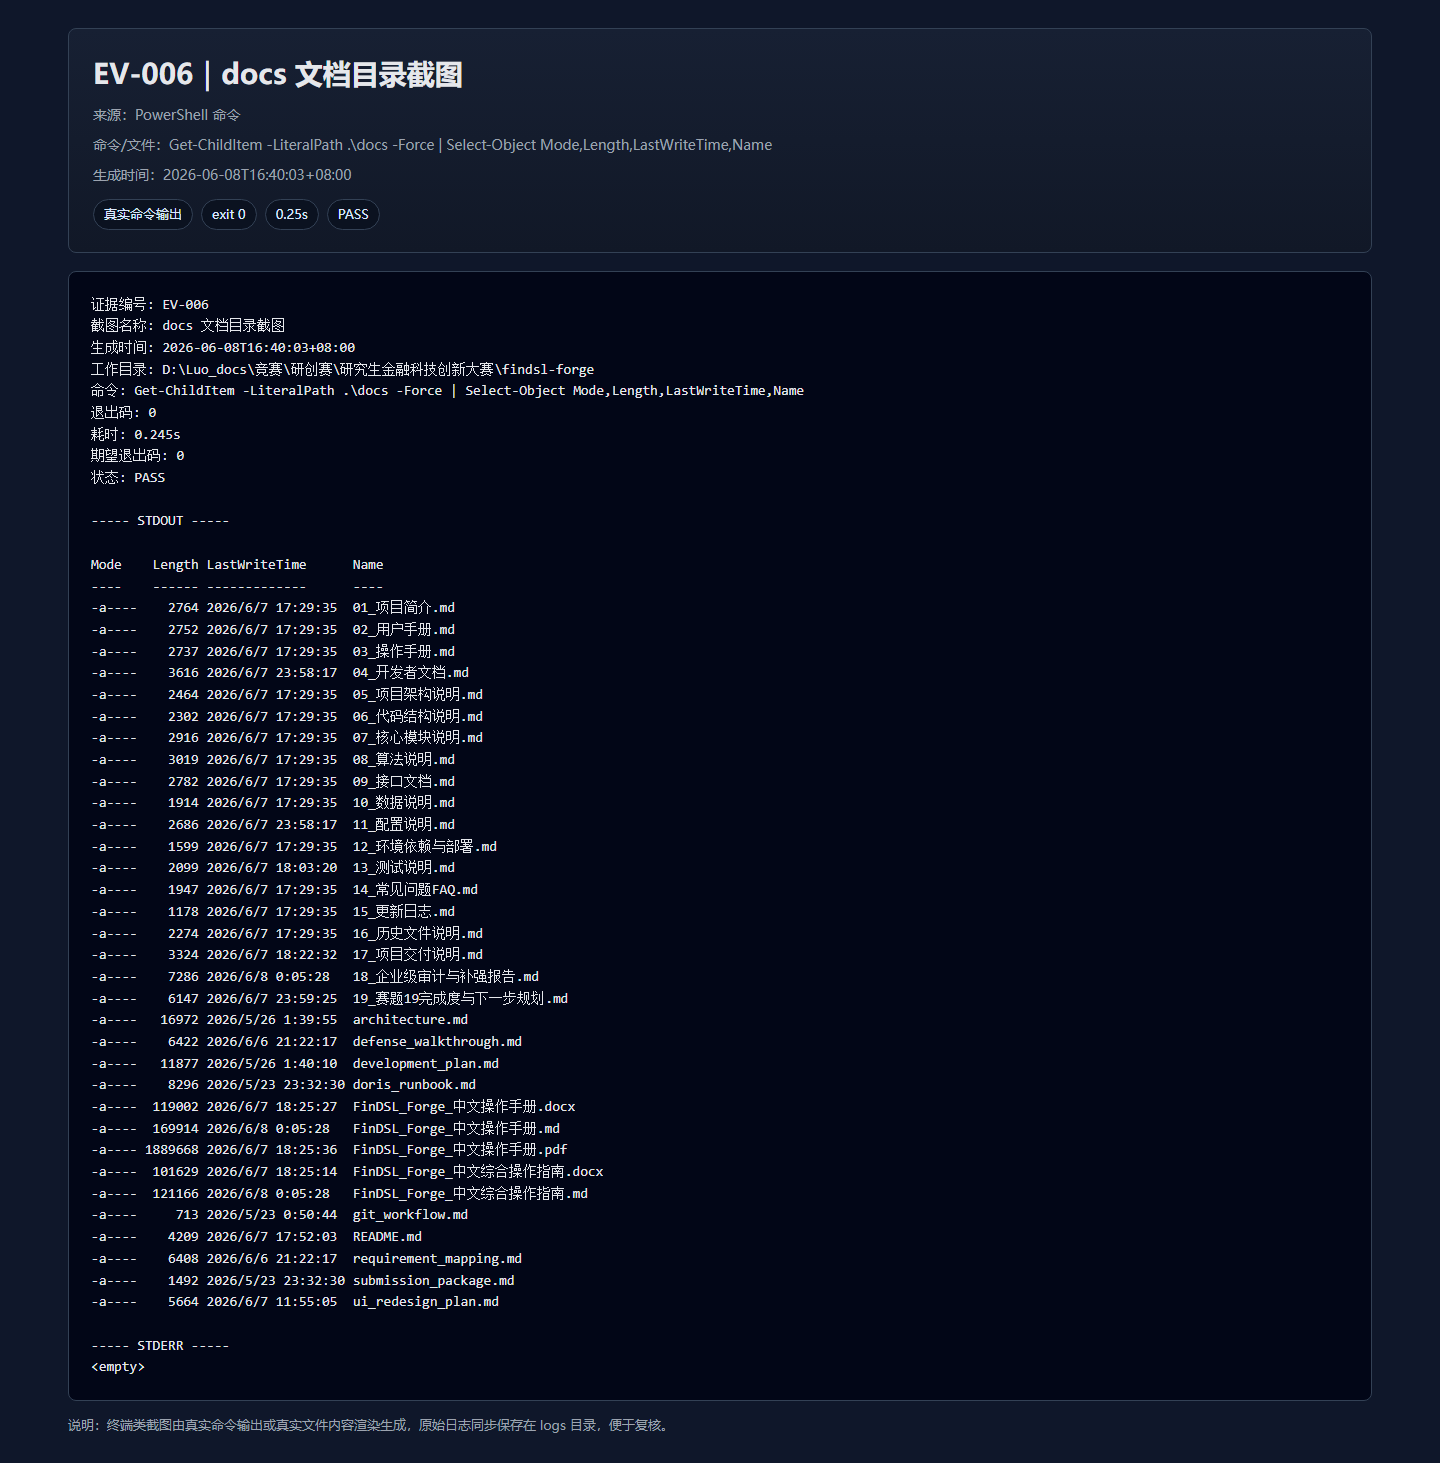 EV-006 | docs 文档目录截图
来源：PowerShell 命令
命令/文件：Get-ChildItem -LiteralPath .\docs -Force | Select-Object Mode,Length,LastWriteTime,Name
生成时间：2026-06-08T16:40:03+08:00
真实命令输出 exit 0 0.25s PASS
证据编号: EV-006
截图名称: docs 文档目录截图
生成时间: 2026-06-08T16:40:03+08:00
工作目录: D:\Luo_docs\竞赛\研创赛\研究生金融科技创新大赛\findsl-forge
命令: Get-ChildItem -LiteralPath .\docs -Force | Select-Object Mode,Length,LastWriteTime,Name
退出码: 0
耗时: 0.245s
期望退出码: 0
状态: PASS
----- STDOUT -----
Mode    Length LastWriteTime      Name
----    ------ -------------      ----
-a----    2764 2026/6/7 17:29:35  01_项目简介.md
-a----    2752 2026/6/7 17:29:35  02_用户手册.md
-a----    2737 2026/6/7 17:29:35  03_操作手册.md
-a----    3616 2026/6/7 23:58:17  04_开发者文档.md
-a----    2464 2026/6/7 17:29:35  05_项目架构说明.md
-a----    2302 2026/6/7 17:29:35  06_代码结构说明.md
-a----    2916 2026/6/7 17:29:35  07_核心模块说明.md
-a----    3019 2026/6/7 17:29:35  08_算法说明.md
-a----    2782 2026/6/7 17:29:35  09_接口文档.md
-a----    1914 2026/6/7 17:29:35  10_数据说明.md
-a----    2686 2026/6/7 23:58:17  11_配置说明.md
-a----    1599 2026/6/7 17:29:35  12_环境依赖与部署.md
-a----    2099 2026/6/7 18:03:20  13_测试说明.md
-a----    1947 2026/6/7 17:29:35  14_常见问题FAQ.md
-a----    1178 2026/6/7 17:29:35  15_更新日志.md
-a----    2274 2026/6/7 17:29:35  16_历史文件说明.md
-a----    3324 2026/6/7 18:22:32  17_项目交付说明.md
-a----    7286 2026/6/8 0:05:28   18_企业级审计与补强报告.md
-a----    6147 2026/6/7 23:59:25  19_赛题19完成度与下一步规划.md
-a----   16972 2026/5/26 1:39:55  architecture.md
-a----    6422 2026/6/6 21:22:17  defense_walkthrough.md
-a----   11877 2026/5/26 1:40:10  development_plan.md
-a----    8296 2026/5/23 23:32:30 doris_runbook.md
-a----  119002 2026/6/7 18:25:27  FinDSL_Forge_中文操作手册.docx
-a----  169914 2026/6/8 0:05:28   FinDSL_Forge_中文操作手册.md
-a---- 1889668 2026/6/7 18:25:36  FinDSL_Forge_中文操作手册.pdf
-a----  101629 2026/6/7 18:25:14  FinDSL_Forge_中文综合操作指南.docx
-a----  121166 2026/6/8 0:05:28   FinDSL_Forge_中文综合操作指南.md
-a----     713 2026/5/23 0:50:44  git_workflow.md
-a----    4209 2026/6/7 17:52:03  README.md
-a----    6408 2026/6/6 21:22:17  requirement_mapping.md
-a----    1492 2026/5/23 23:32:30 submission_package.md
-a----    5664 2026/6/7 11:55:05  ui_redesign_plan.md
----- STDERR -----
<empty>
说明：终端类截图由真实命令输出或真实文件内容渲染生成，原始日志同步保存在 logs 目录，便于复核。